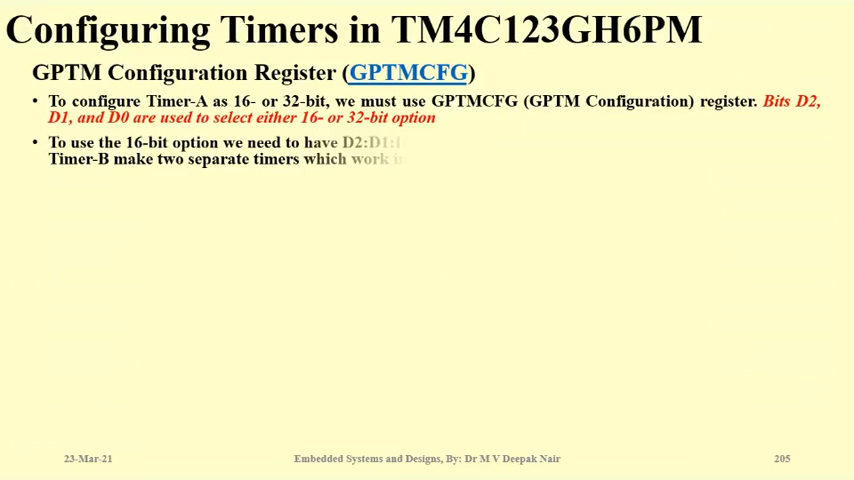 Configuring Timers in TM4C123GH6PM
GPTM Configuration Register (GPTMCFG)
• To configure Timer-A as 16- or 32-bit, we must use GPTMCFG (GPTM Configuration) register. Bits D2,
D1, and D0 are used to select either 16- or 32-bit option
• To use the 16-bit option we need to have D2:D1:
Timer-B make two separate timers which work in
23-Mar-21
Embedded Systems and Designs, By: Dr M V Deepak Nair
205